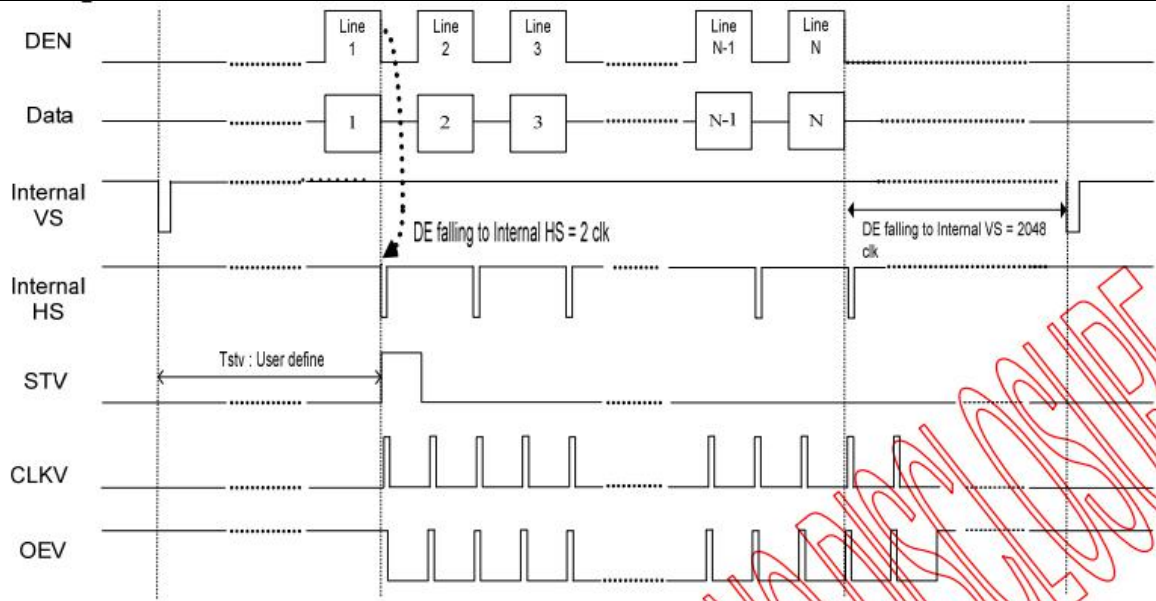 DEN
Line
1
Line
2
Line
3
Line
N-1
Line
N
Data
1
2
3
N-1
N
Internal
VS
DE falling to Internal HS = 2 clk
DE falling to Internal VS = 2048
clk
Internal
HS
Tstv : User define
STV
CLKV
OEV